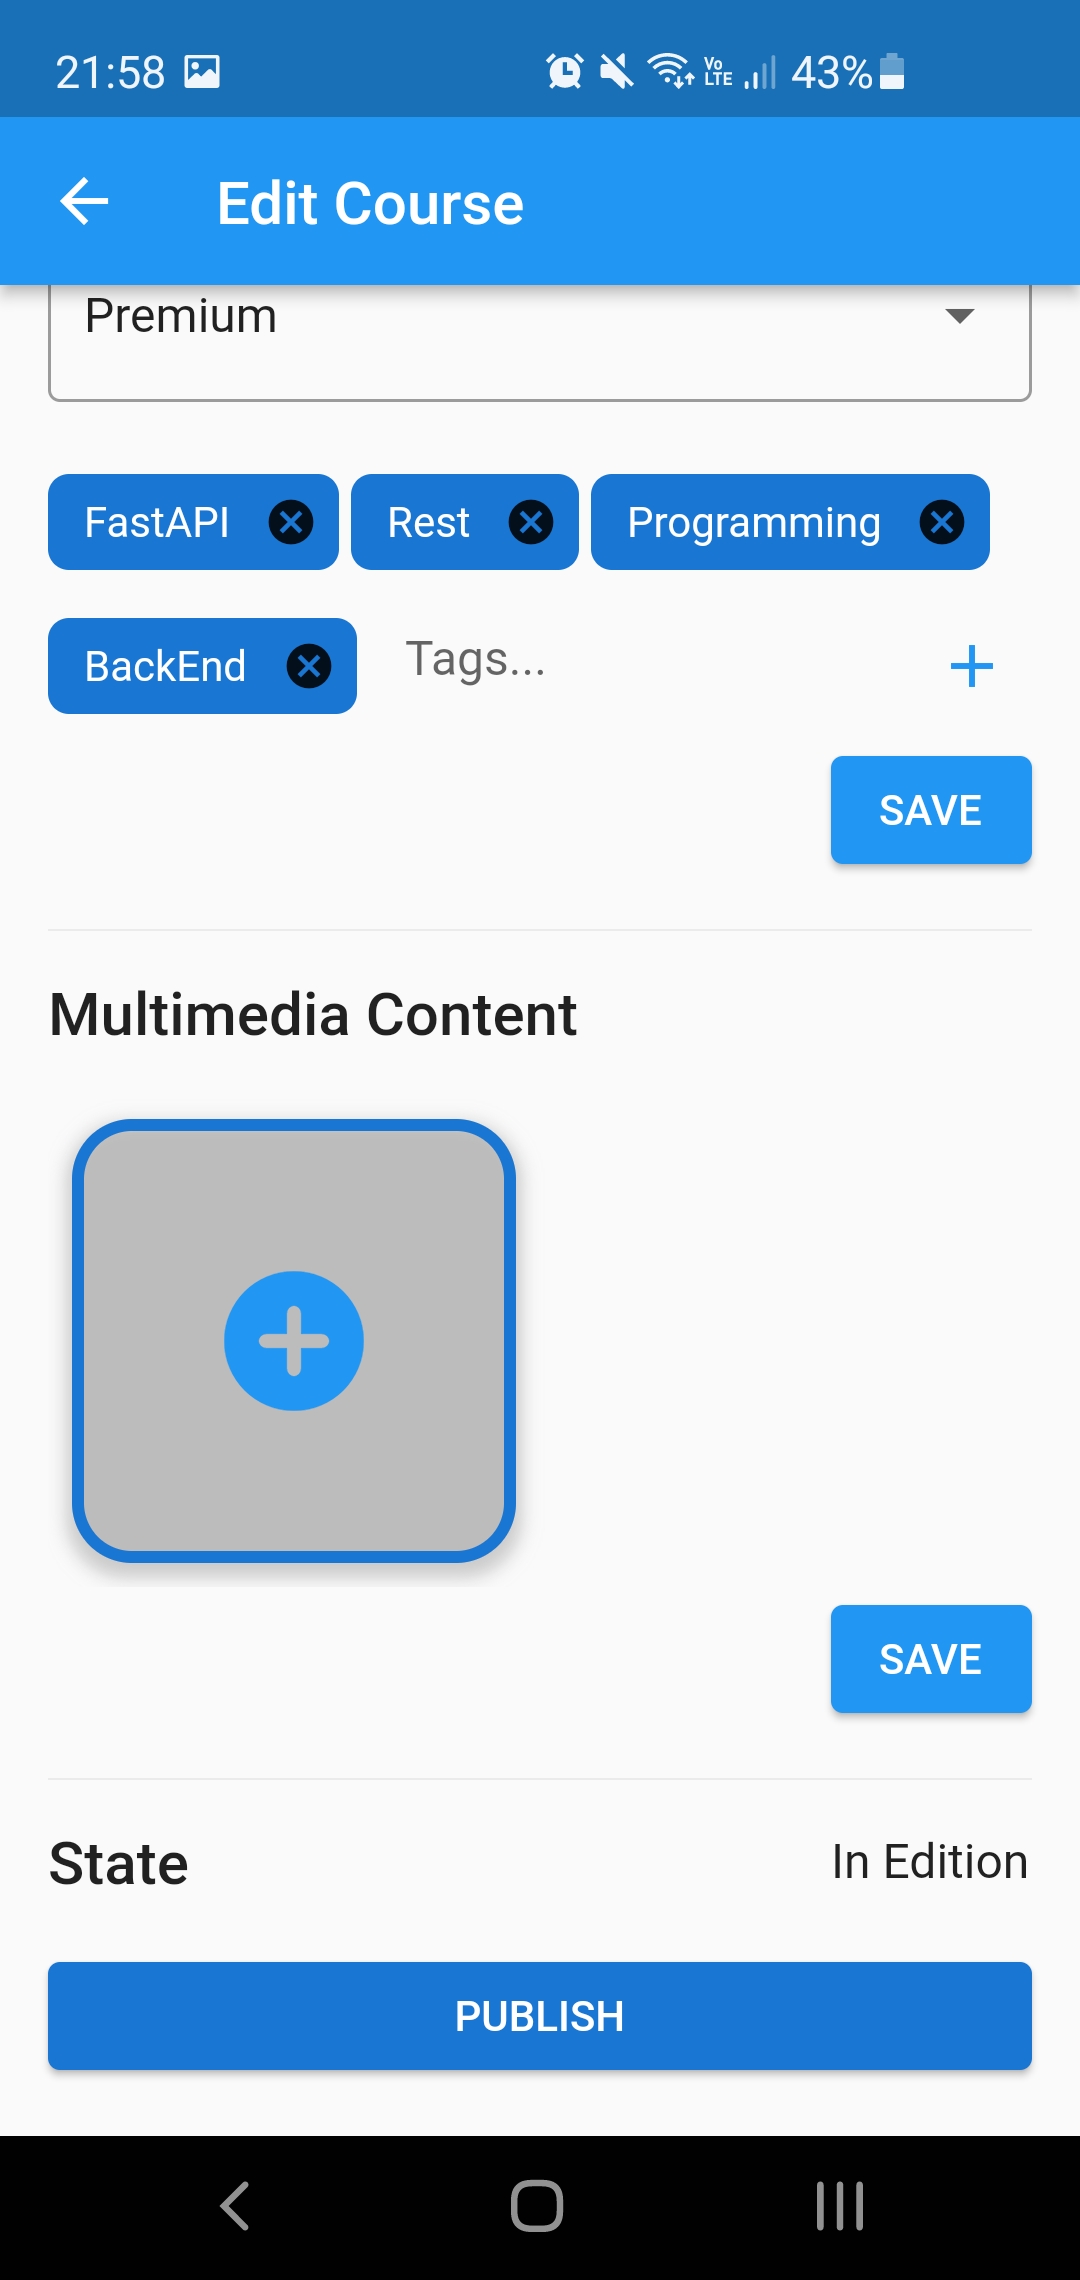 21:58 Vo LTE 43%
Edit Course
Premium
FastAPI Rest Programming
BackEnd Tags...
SAVE
Multimedia Content
SAVE
State In Edition
PUBLISH